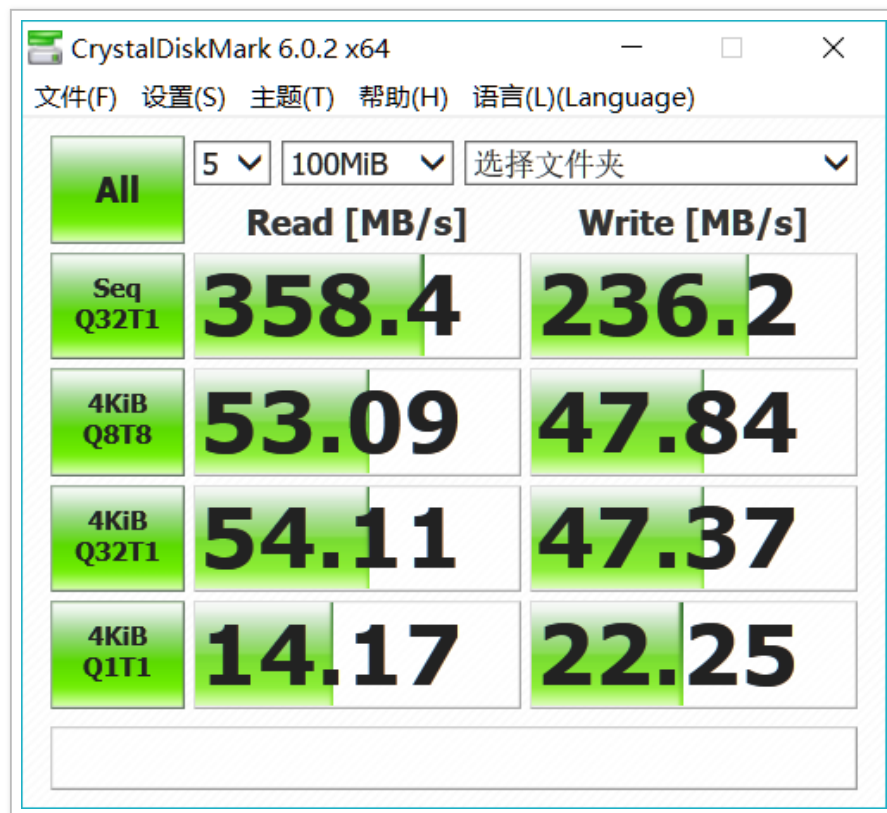 CrystalDiskMark 6.0.2 x64
文件(F) 设置(S) 主题(T) 帮助(H) 语言(L)(Language)
All 5 100MiB 选择文件夹
Read [MB/s] Write [MB/s]
Seq
Q32T1 358.4 236.2
4KiB
Q8T8 53.09 47.84
4KiB
Q32T1 54.11 47.37
4KiB
Q1T1 14.17 22.25